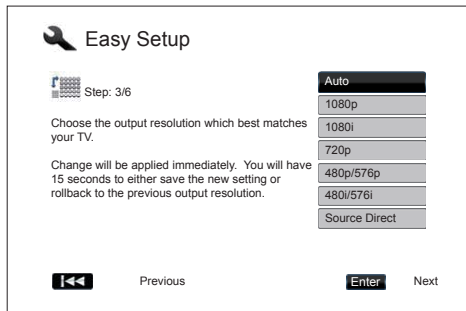 Easy Setup
Step: 3/6
Choose the output resolution which best matches
your TV.
Change will be applied immediately. You will have
15 seconds to either save the new setting or
rollback to the previous output resolution.
Auto
1080p
1080i
720p
480p/576p
480i/576i
Source Direct
Previous
Enter
Next